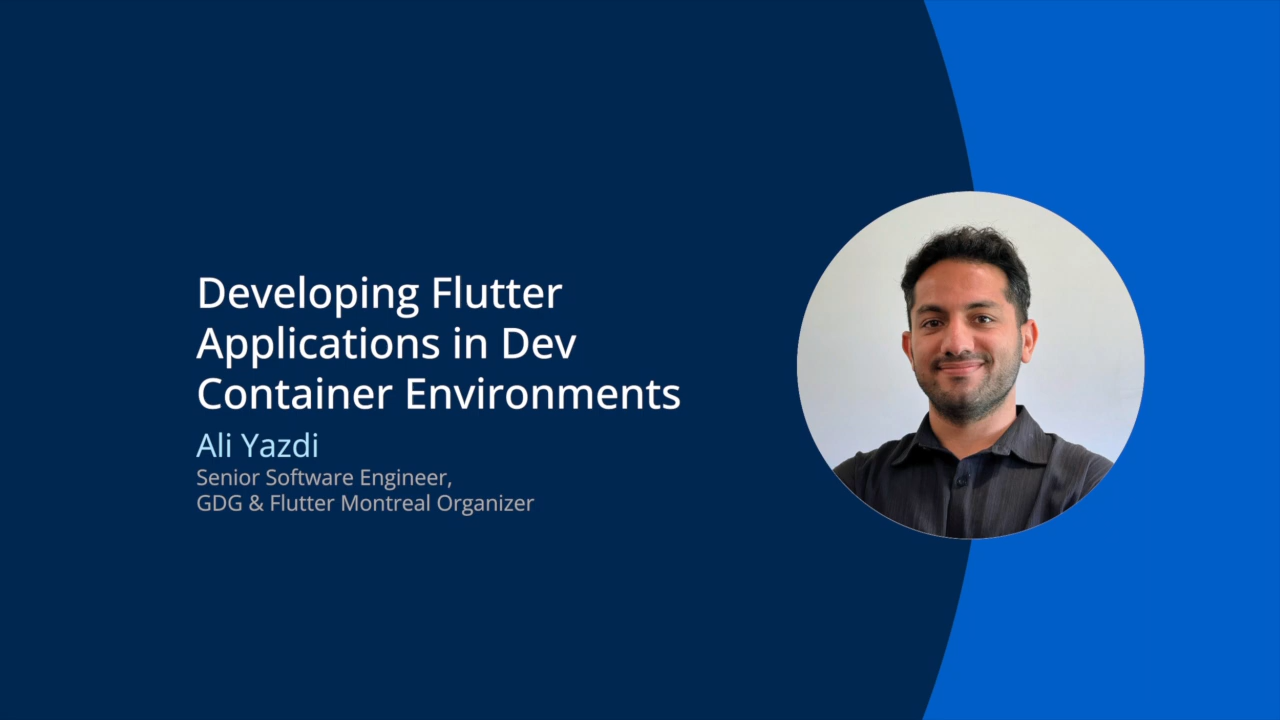 Developing Flutter
Applications in Dev
Container Environments
Ali Yazdi
Senior Software Engineer,
GDG & Flutter Montreal Organizer